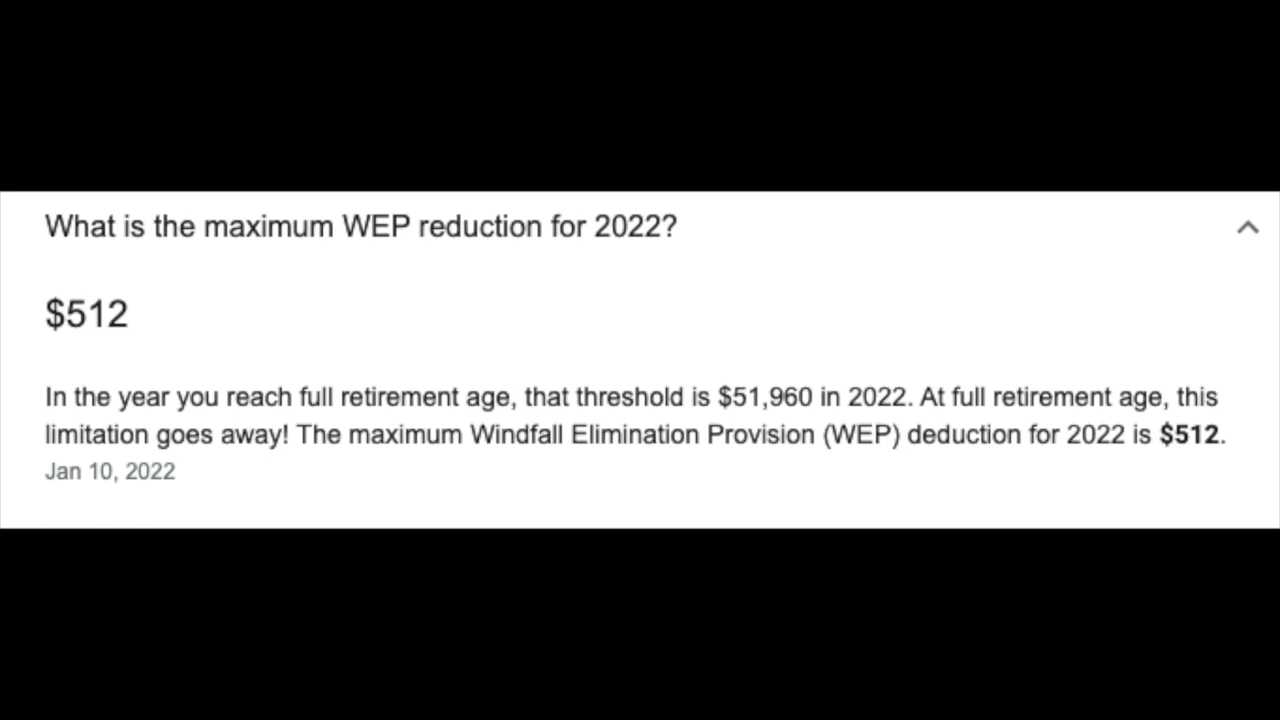 What is the maximum WEP reduction for 2022?
$512
In the year you reach full retirement age, that threshold is $51,960 in 2022. At full retirement age, this
limitation goes away! The maximum Windfall Elimination Provision (WEP) deduction for 2022 is $512.
Jan 10, 2022